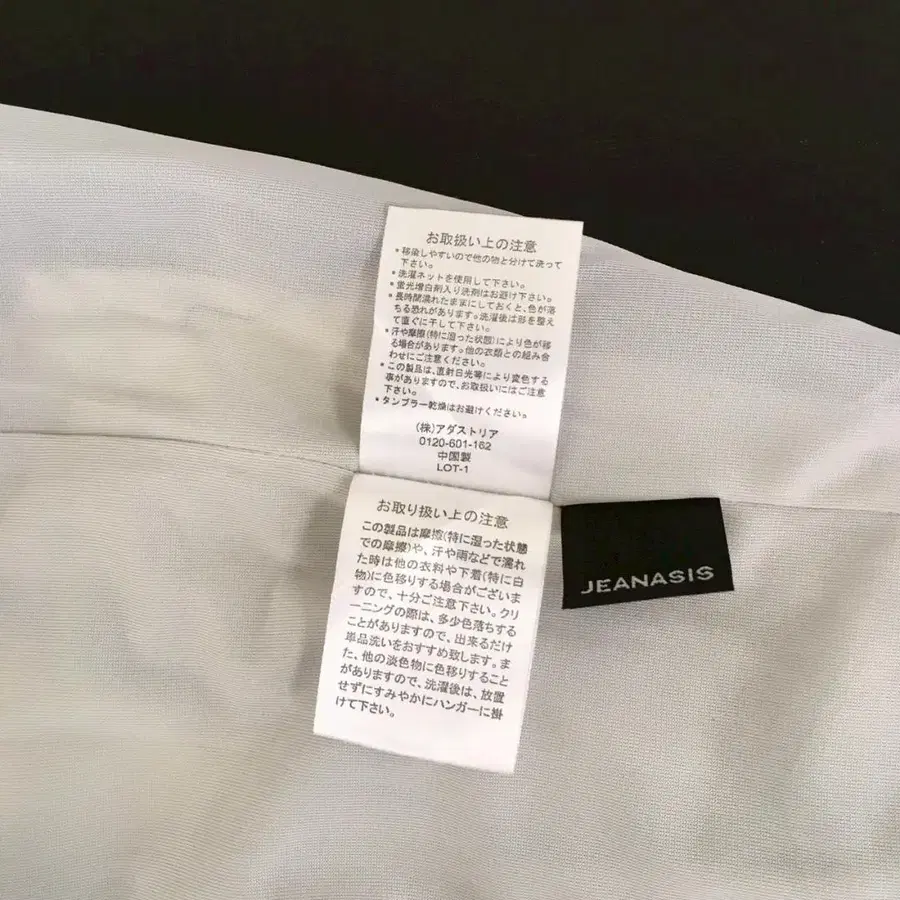 お取扱い上の注意
*移後しやすいので他の物と分けて洗って
下さい。
*洗濯ネットを使用して下さい。
*蛍光増白剤入り洗剤はお避け下さい。
*長時間濡れたままにしておくと、色が落
ちる恐れがあります。洗濯後は形を整え
て直ぐに干して下さい。
*汗や摩擦(特に湿った状態)により色が移
る場合があります。他の衣類との組み合
わせにご注意ください。
*この製品は、直射日光等により変色する
事がありますので、お取扱いにはご注意
下さい。
*タンブラー乾燥はお避けください。
(株)アダストリア
0120-601-162
中国製
LOT-1
お取り扱い上の注意
この製品は摩擦(特に湿った状態
での摩擦)や、汗や雨などで濡れ
た時は他の衣料や下着(特に白
物)に色移りする場合がございま
すので、十分ご注意下さい。クリ
ーニングの際は、多少色落ちする
ことがありますので、出来るだけ
単品洗いをおすすめ致します。ま
た、他の淡色物に色移りすること
がありますので、洗濯後は、放置
せずにすみやかにハンガーに掛
けて下さい。
JEANASIS